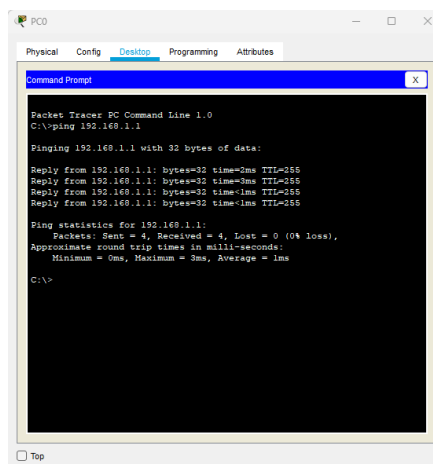 PC0
Physical Config Desktop Programming Attributes
Command Prompt
X
Packet Tracer PC Command Line 1.0
C:\>ping 192.168.1.1
Pinging 192.168.1.1 with 32 bytes of data:
Reply from 192.168.1.1: bytes=32 time=2ms TTL=255
Reply from 192.168.1.1: bytes=32 time=3ms TTL=255
Reply from 192.168.1.1: bytes=32 time<1ms TTL=255
Reply from 192.168.1.1: bytes=32 time<1ms TTL=255
Ping statistics for 192.168.1.1:
Packets: Sent = 4, Received = 4, Lost = 0 (0% loss),
Approximate round trip times in milli-seconds:
Minimum = 0ms, Maximum = 3ms, Average = 1ms
C:\>
Top